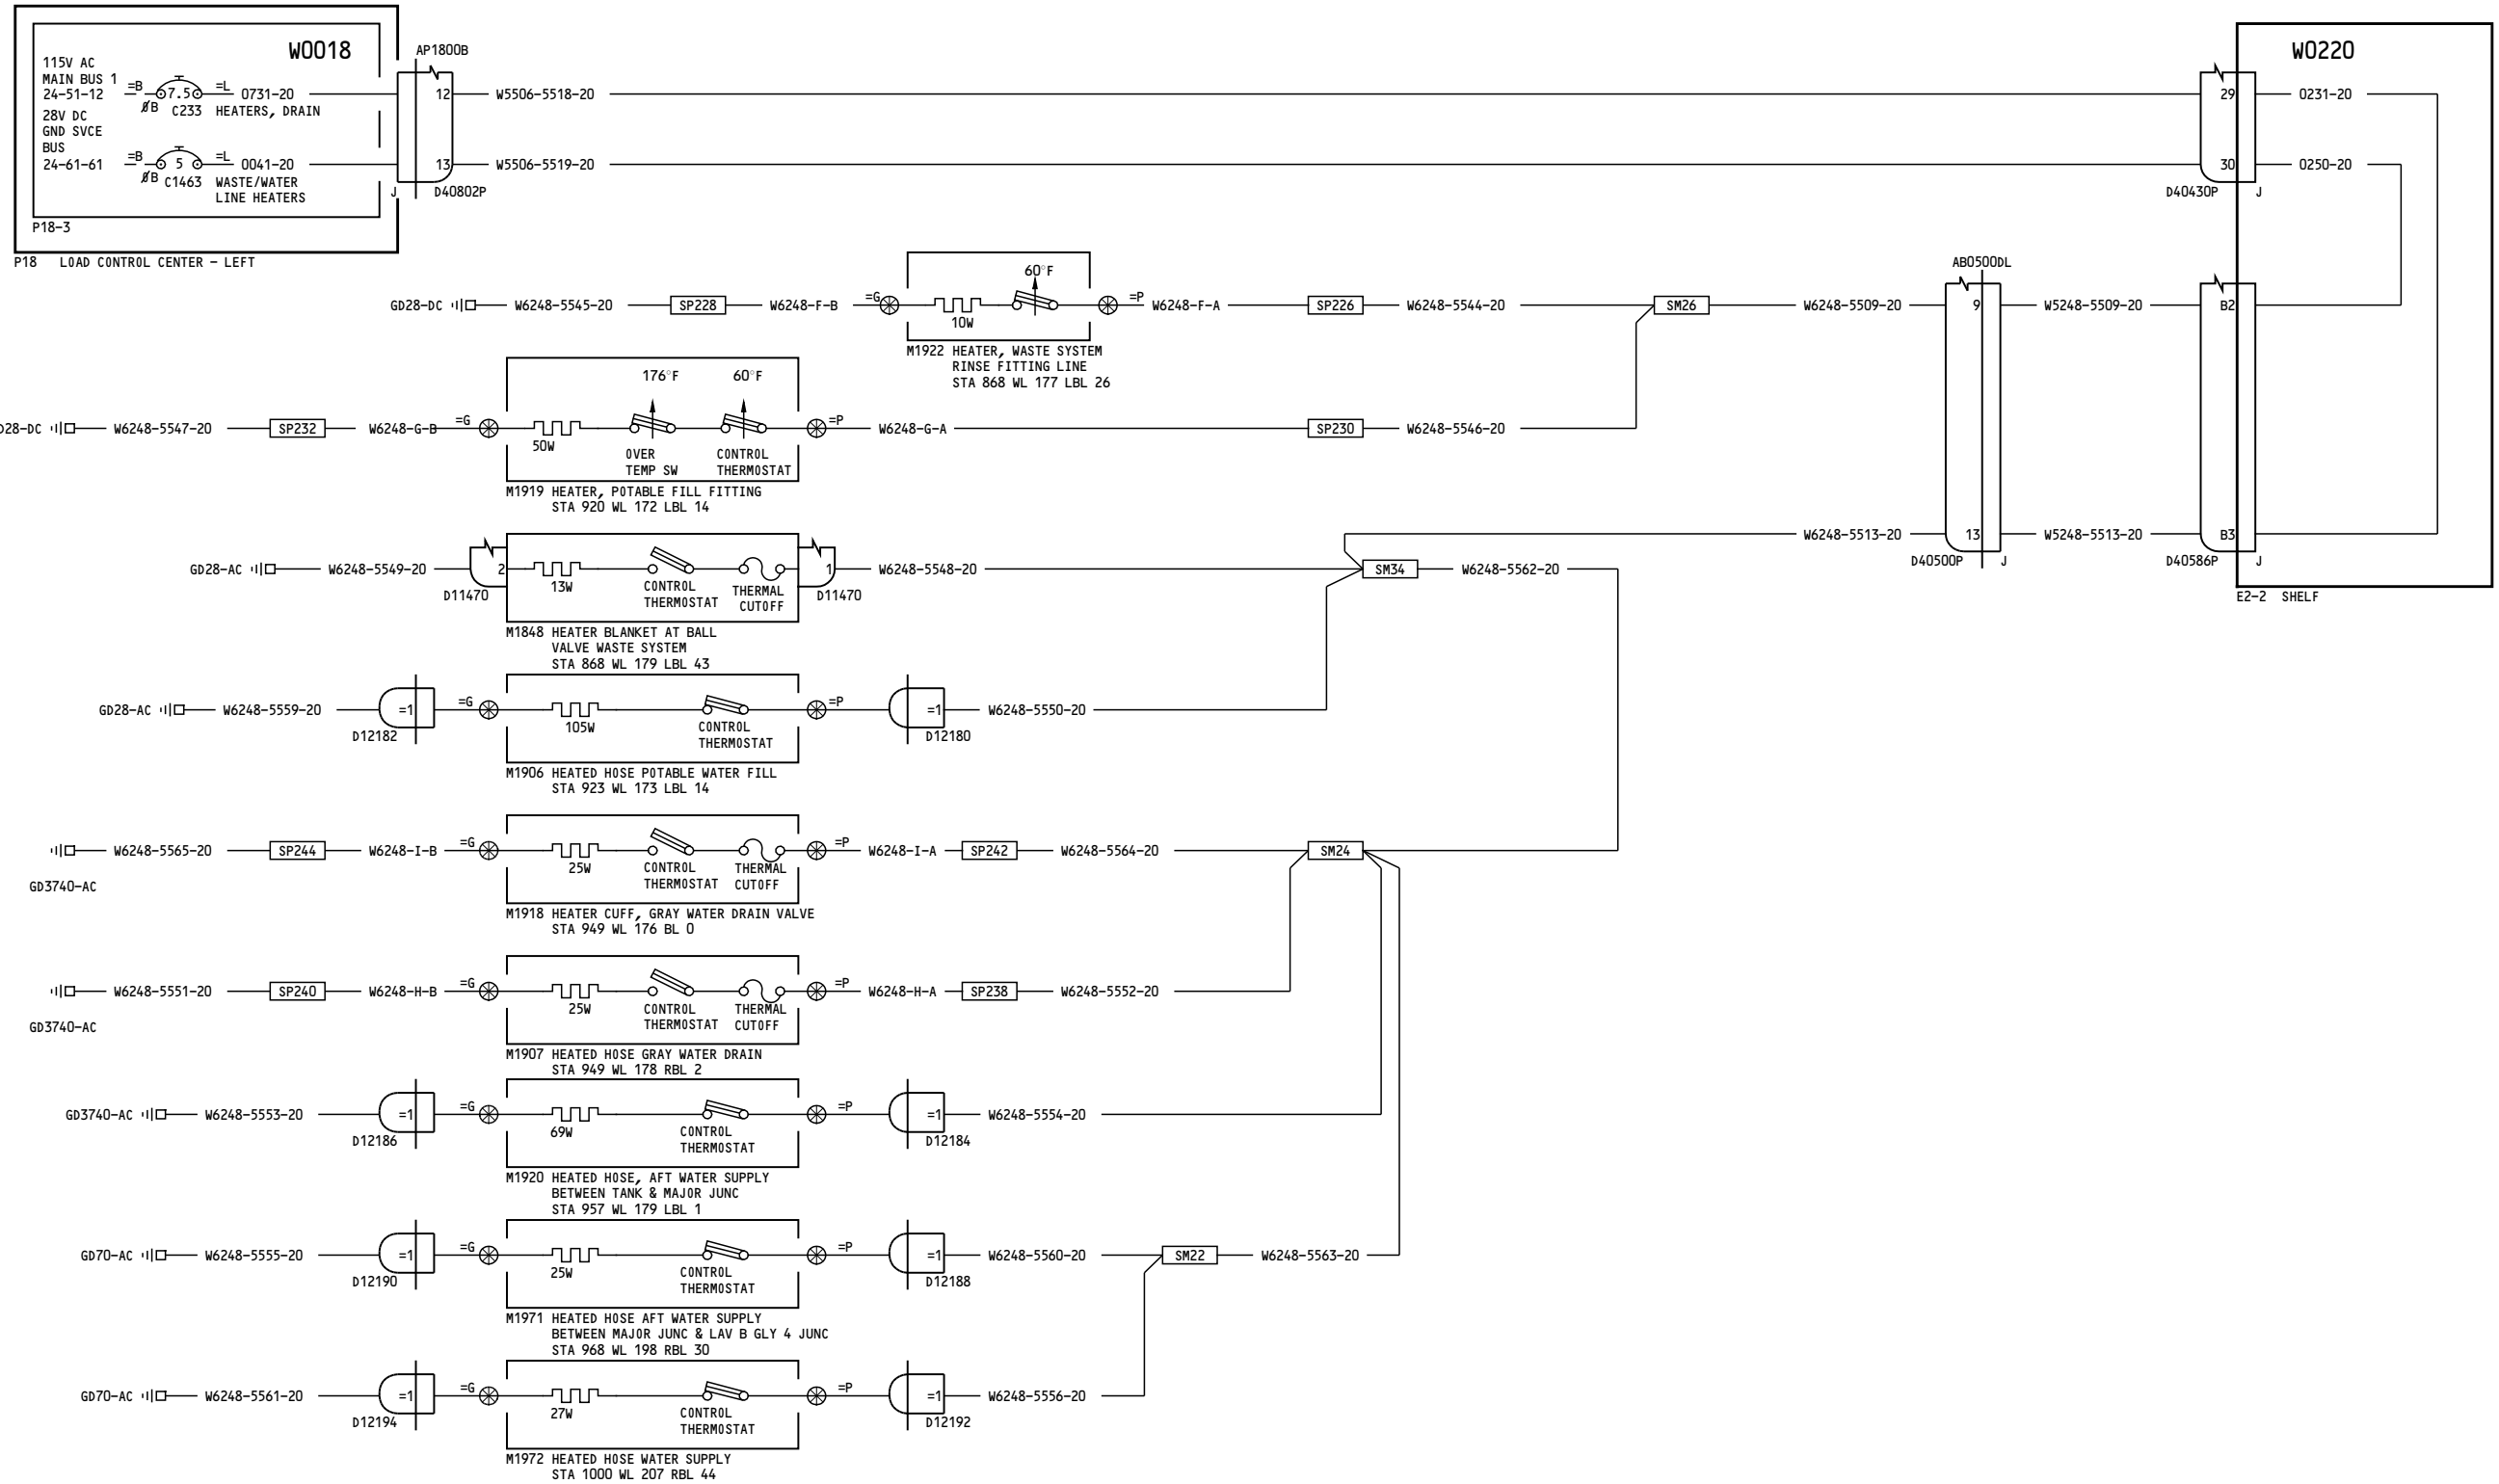 W0018
115V AC
MAIN BUS 1
24-51-12
=B
ØB
7.5
C233
=L
0731-20
HEATERS, DRAIN
28V DC
GND SVCE
BUS
24-61-61
=B
ØB
5
C1463
=L
0041-20
WASTE/WATER
LINE HEATERS
P18-3
P18 LOAD CONTROL CENTER - LEFT
AP1800B
12
13
J
D40802P
W5506-5518-20
W5506-5519-20
W0220
29
30
D40430P
J
0231-20
0250-20
GD28-DC
W6248-5545-20
SP228
W6248-F-B
=G
60°F
10W
=P
W6248-F-A
SP226
W6248-5544-20
SM26
W6248-5509-20
AB0500DL
9
W5248-5509-20
B2
M1922 HEATER, WASTE SYSTEM
RINSE FITTING LINE
STA 868 WL 177 LBL 26
D28-DC
W6248-5547-20
SP232
W6248-G-B
=G
176°F
60°F
50W
OVER
TEMP SW
CONTROL
THERMOSTAT
=P
W6248-G-A
SP230
W6248-5546-20
M1919 HEATER, POTABLE FILL FITTING
STA 920 WL 172 LBL 14
W6248-5513-20
13
D40500P
J
W5248-5513-20
B3
D40586P
J
E2-2 SHELF
GD28-AC
W6248-5549-20
2
D11470
13W
CONTROL
THERMOSTAT
THERMAL
CUTOFF
1
D11470
W6248-5548-20
SM34
W6248-5562-20
M1848 HEATER BLANKET AT BALL
VALVE WASTE SYSTEM
STA 868 WL 179 LBL 43
GD28-AC
W6248-5559-20
=1
D12182
=G
105W
CONTROL
THERMOSTAT
=P
=1
D12180
W6248-5550-20
M1906 HEATED HOSE POTABLE WATER FILL
STA 923 WL 173 LBL 14
GD3740-AC
W6248-5565-20
SP244
W6248-I-B
=G
25W
CONTROL
THERMOSTAT
THERMAL
CUTOFF
=P
W6248-I-A
SP242
W6248-5564-20
SM24
M1918 HEATER CUFF, GRAY WATER DRAIN VALVE
STA 949 WL 176 BL 0
GD3740-AC
W6248-5551-20
SP240
W6248-H-B
=G
25W
CONTROL
THERMOSTAT
THERMAL
CUTOFF
=P
W6248-H-A
SP238
W6248-5552-20
M1907 HEATED HOSE GRAY WATER DRAIN
STA 949 WL 178 RBL 2
GD3740-AC
W6248-5553-20
=1
D12186
=G
69W
CONTROL
THERMOSTAT
=P
=1
D12184
W6248-5554-20
M1920 HEATED HOSE, AFT WATER SUPPLY
BETWEEN TANK & MAJOR JUNC
STA 957 WL 179 LBL 1
GD70-AC
W6248-5555-20
=1
D12190
=G
25W
CONTROL
THERMOSTAT
=P
=1
D12188
W6248-5560-20
SM22
W6248-5563-20
M1971 HEATED HOSE AFT WATER SUPPLY
BETWEEN MAJOR JUNC & LAV B GLY 4 JUNC
STA 968 WL 198 RBL 30
GD70-AC
W6248-5561-20
=1
D12194
=G
27W
CONTROL
THERMOSTAT
=P
=1
D12192
W6248-5556-20
M1972 HEATED HOSE WATER SUPPLY
STA 1000 WL 207 RBL 44